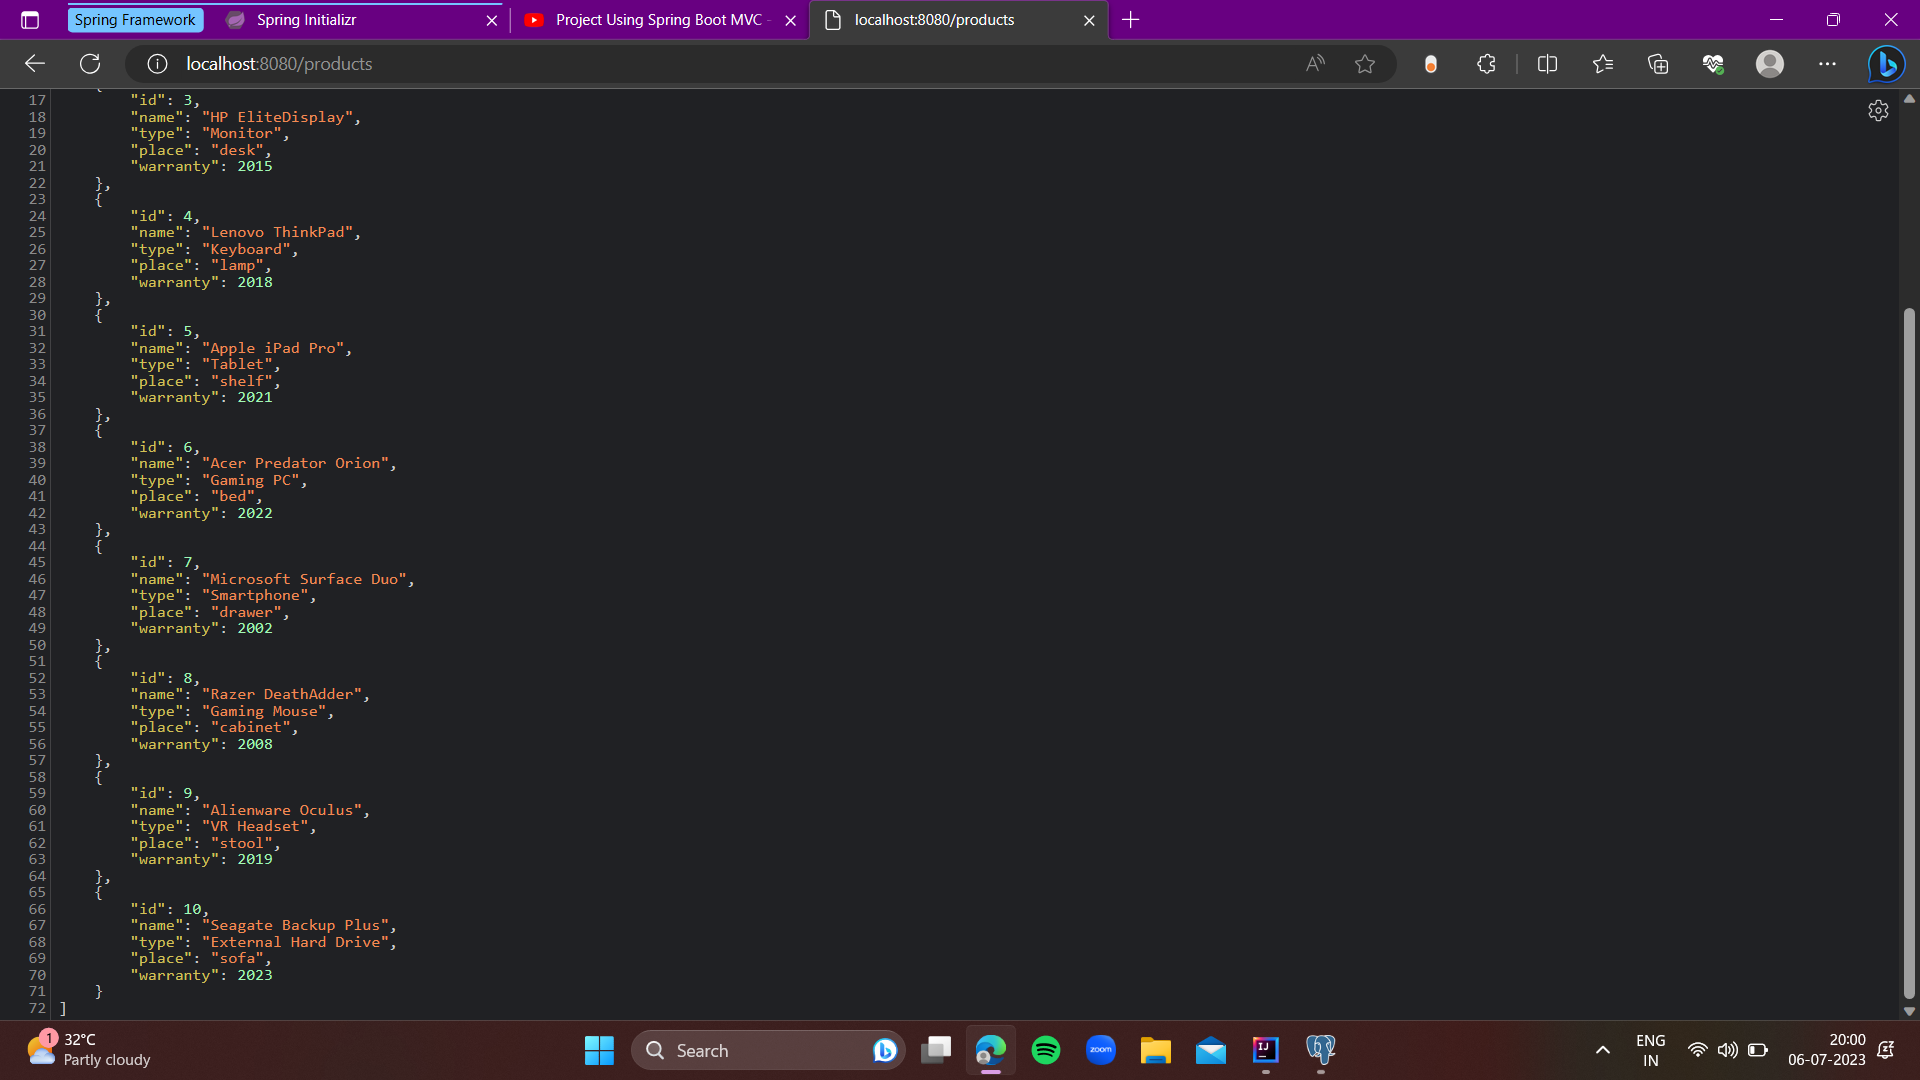 Spring Framework
Spring Initializr
Project Using Spring Boot MVC -
localhost:8080/products
localhost:8080/products
17 "id": 3,
18 "name": "HP EliteDisplay",
19 "type": "Monitor",
20 "place": "desk",
21 "warranty": 2015
22 },
23 {
24 "id": 4,
25 "name": "Lenovo ThinkPad",
26 "type": "Keyboard",
27 "place": "lamp",
28 "warranty": 2018
29 },
30 {
31 "id": 5,
32 "name": "Apple iPad Pro",
33 "type": "Tablet",
34 "place": "shelf",
35 "warranty": 2021
36 },
37 {
38 "id": 6,
39 "name": "Acer Predator Orion",
40 "type": "Gaming PC",
41 "place": "bed",
42 "warranty": 2022
43 },
44 {
45 "id": 7,
46 "name": "Microsoft Surface Duo",
47 "type": "Smartphone",
48 "place": "drawer",
49 "warranty": 2002
50 },
51 {
52 "id": 8,
53 "name": "Razer DeathAdder",
54 "type": "Gaming Mouse",
55 "place": "cabinet",
56 "warranty": 2008
57 },
58 {
59 "id": 9,
60 "name": "Alienware Oculus",
61 "type": "VR Headset",
62 "place": "stool",
63 "warranty": 2019
64 },
65 {
66 "id": 10,
67 "name": "Seagate Backup Plus",
68 "type": "External Hard Drive",
69 "place": "sofa",
70 "warranty": 2023
71 }
72 ]
1
32°C
Partly cloudy
Search
zoom
IJ
ENG
IN
20:00
06-07-2023